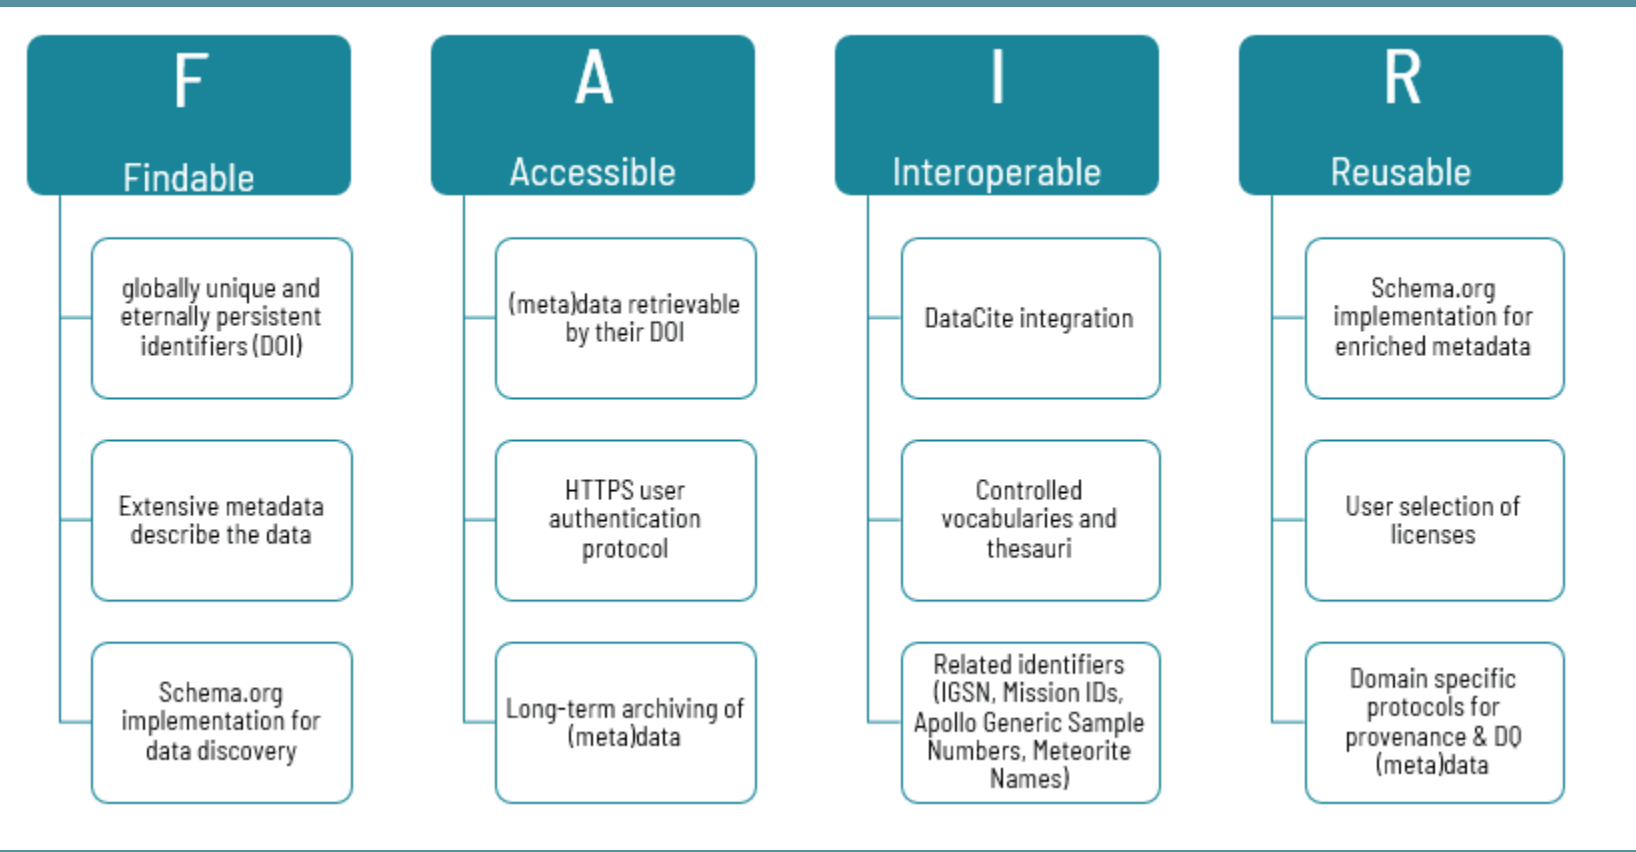 F
Findable
globally unique and
eternally persistent
identifiers (DOI)
Extensive metadata
describe the data
Schema.org
implementation for
data discovery
A
Accessible
(meta)data retrievable
by their DOI
HTTPS user
authentication
protocol
Long-term archiving of
(meta)data
I
Interoperable
DataCite integration
Controlled
vocabularies and
thesauri
Related identifiers
(IGSN, Mission IDs,
Apollo Generic Sample
Numbers, Meteorite
Names)
R
Reusable
Schema.org
implementation for
enriched metadata
User selection of
licenses
Domain specific
protocols for
provenance & DQ
(meta)data